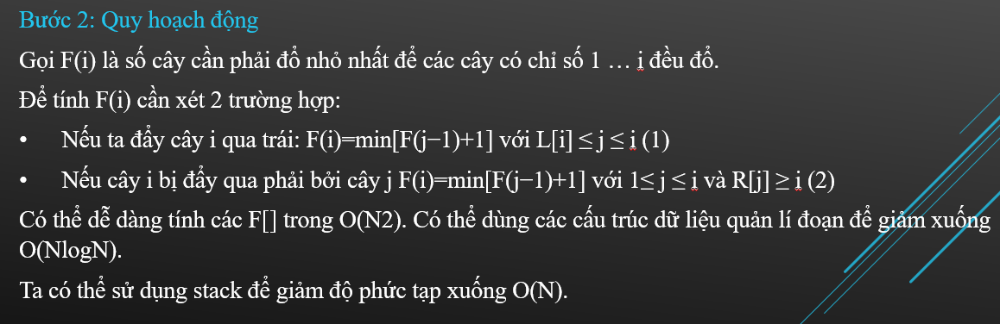 Bước 2: Quy hoạch động
Gọi F(i) là số cây cần phải đổ nhỏ nhất để các cây có chỉ số 1 … i đều đổ.
Để tính F(i) cần xét 2 trường hợp:
• Nếu ta đẩy cây i qua trái: F(i)=min[F(j−1)+1] với L[i] ≤ j ≤ i (1)
• Nếu cây i bị đẩy qua phải bởi cây j F(i)=min[F(j−1)+1] với 1≤ j ≤ i và R[j] ≥ i (2)
Có thể dễ dàng tính các F[] trong O(N2). Có thể dùng các cấu trúc dữ liệu quản lí đoạn để giảm xuống
O(NlogN).
Ta có thể sử dụng stack để giảm độ phức tạp xuống O(N).